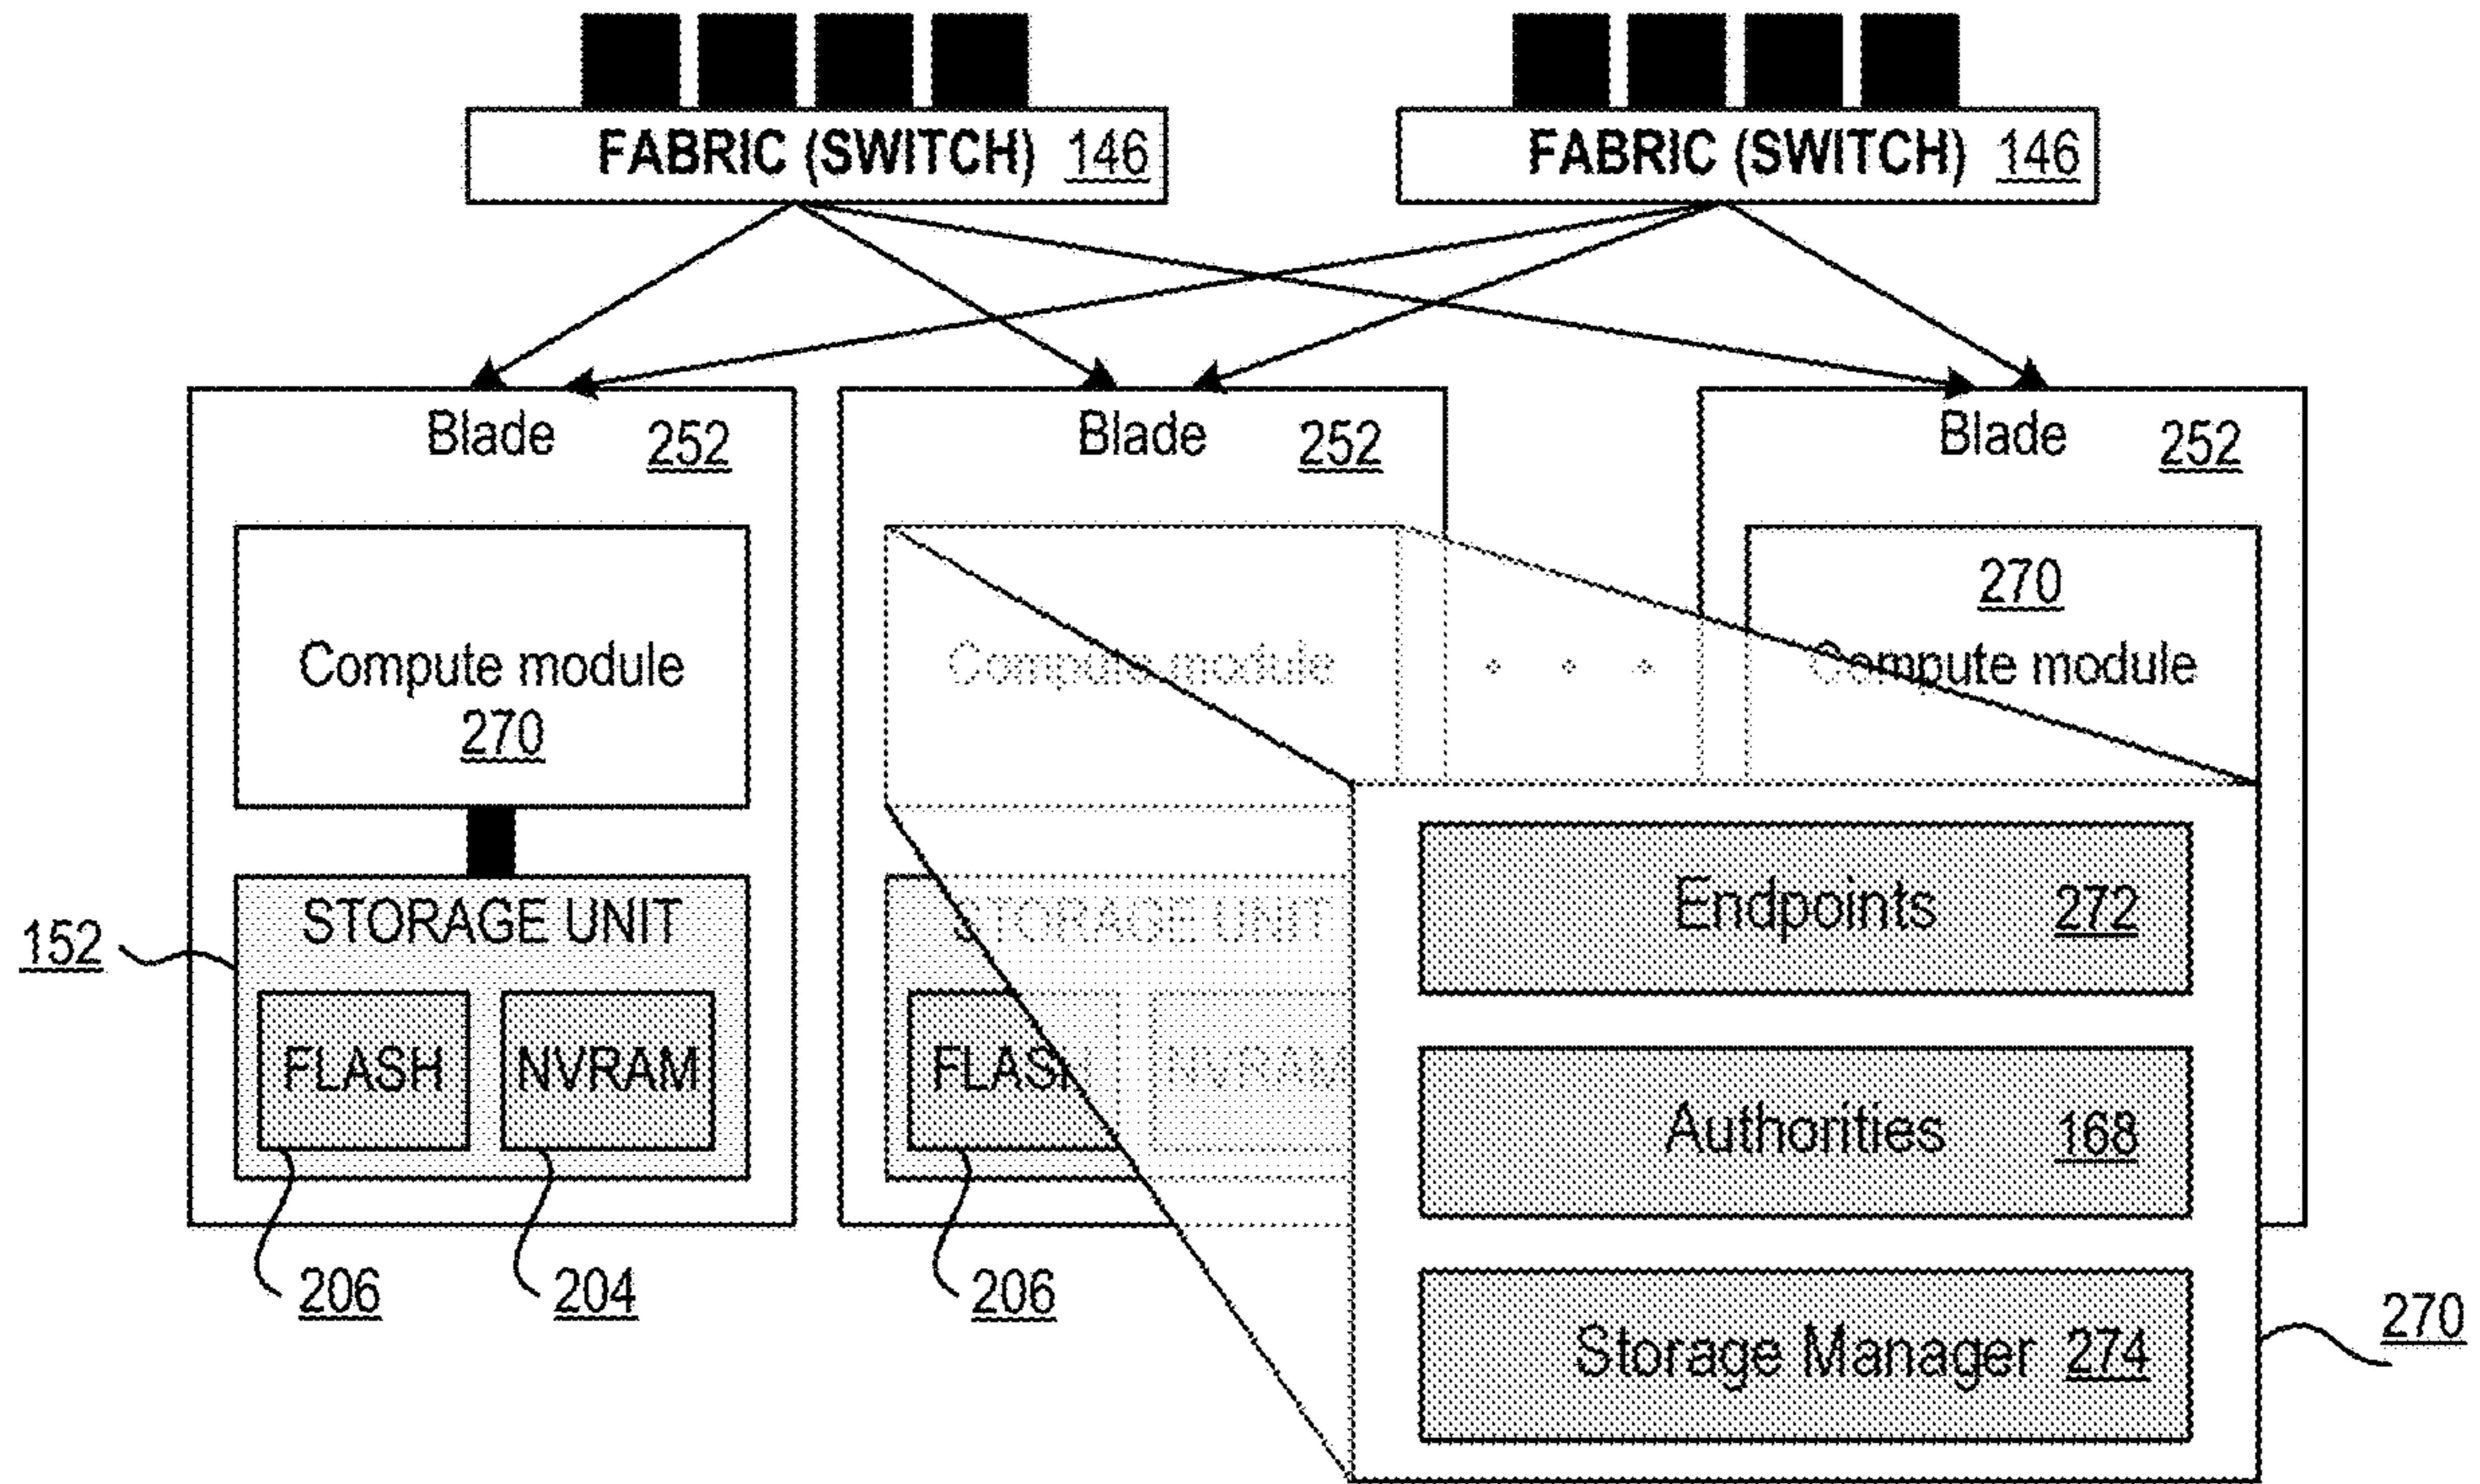 FABRIC (SWITCH) 146
FABRIC (SWITCH) 146
Blade 252
Blade 252
Blade 252
Compute module
270
Compute module
270
Compute module
STORAGE UNIT
152
FLASH
NVRAM
206
204
STORAGE UNIT
FLASH
NVRAM
206
Endpoints 272
Authorities 168
Storage Manager 274
270